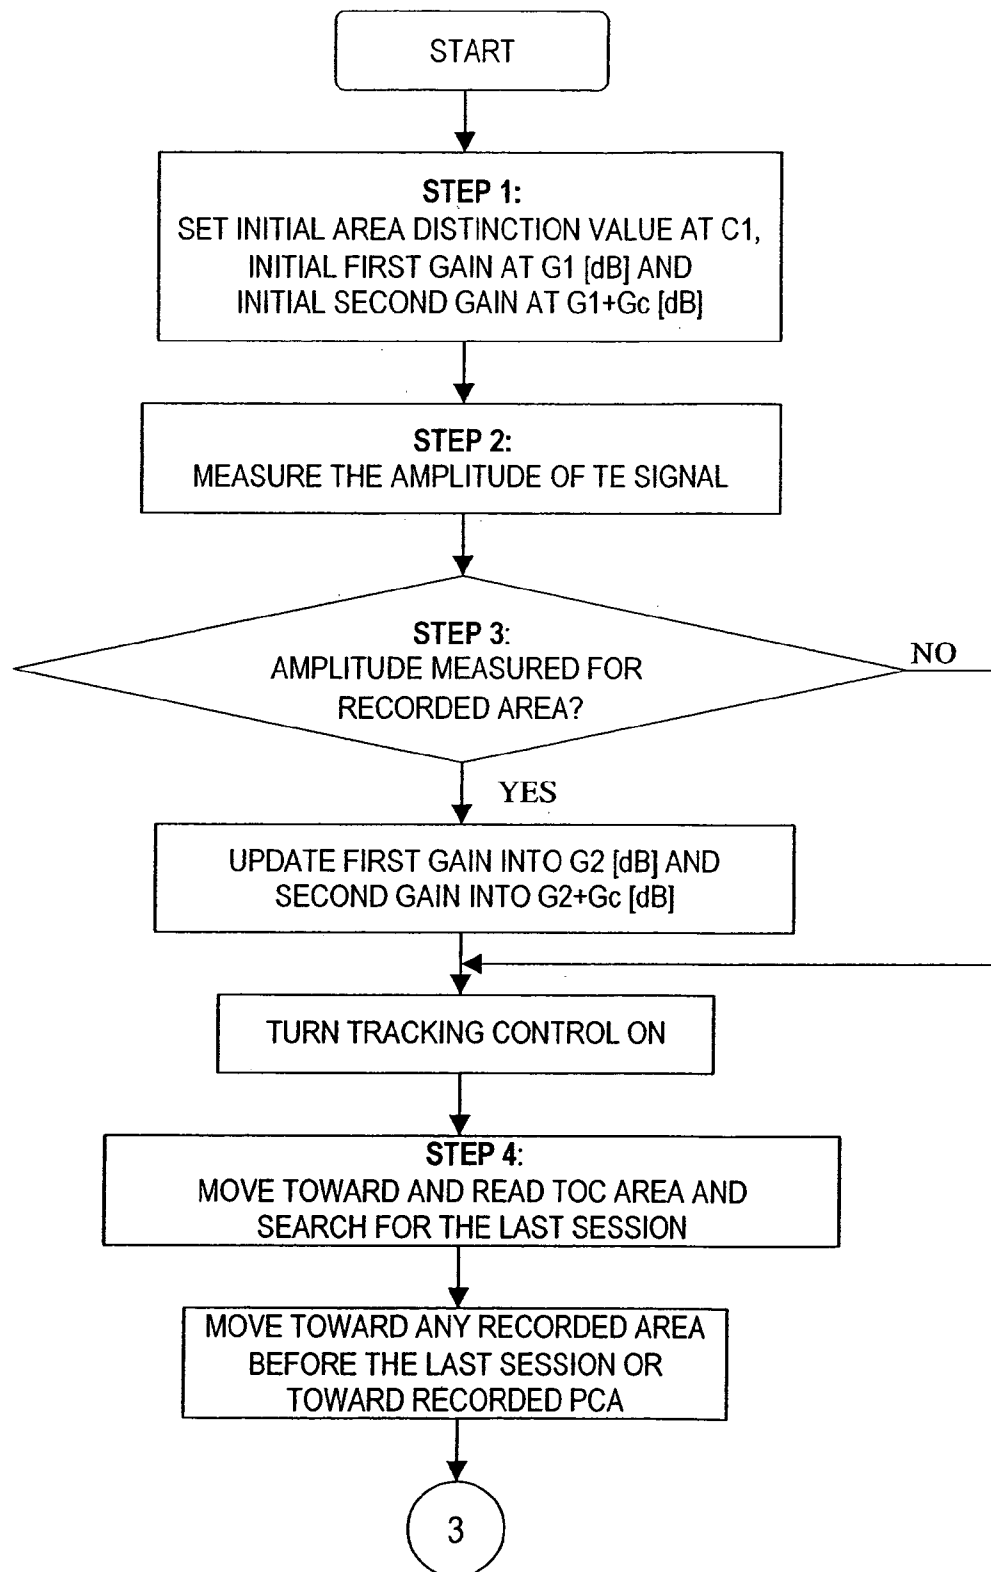 START
STEP 1:
SET INITIAL AREA DISTINCTION VALUE AT C1,
INITIAL FIRST GAIN AT G1 [dB] AND
INITIAL SECOND GAIN AT G1+Gc [dB]
STEP 2:
MEASURE THE AMPLITUDE OF TE SIGNAL
STEP 3:
AMPLITUDE MEASURED FOR
RECORDED AREA?
NO
YES
UPDATE FIRST GAIN INTO G2 [dB] AND
SECOND GAIN INTO G2+Gc [dB]
TURN TRACKING CONTROL ON
STEP 4:
MOVE TOWARD AND READ TOC AREA AND
SEARCH FOR THE LAST SESSION
MOVE TOWARD ANY RECORDED AREA
BEFORE THE LAST SESSION OR
TOWARD RECORDED PCA
3